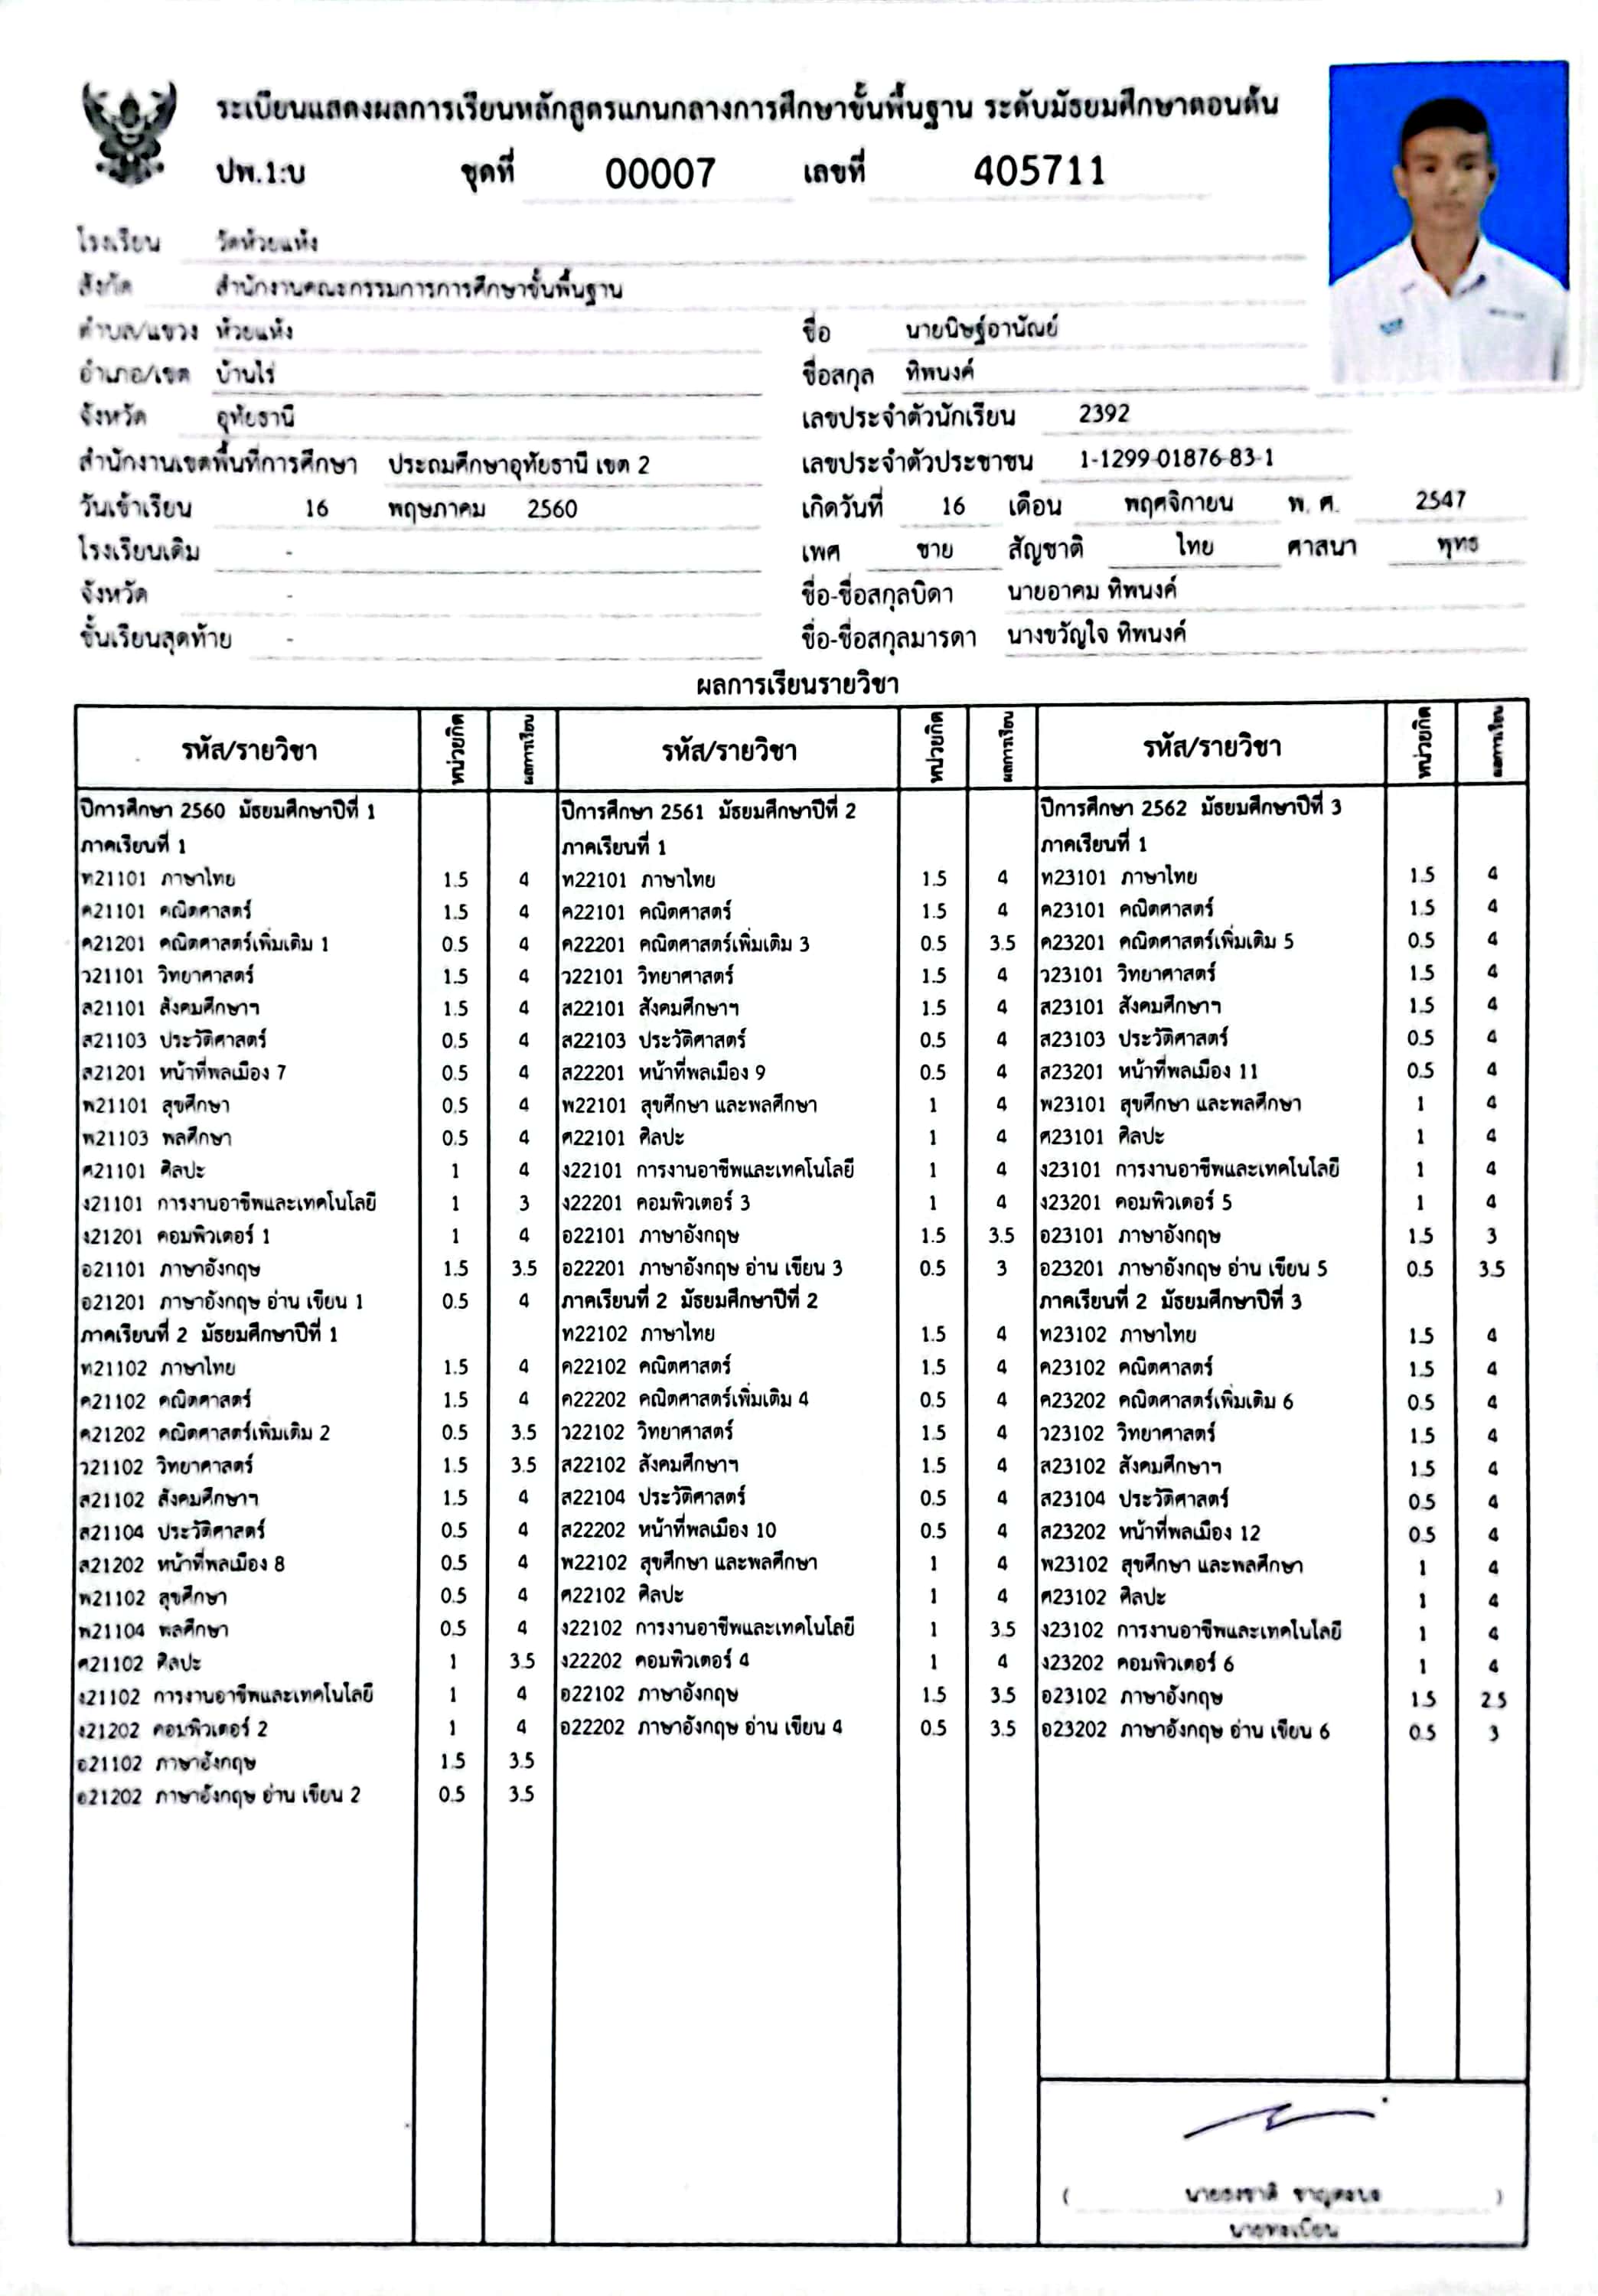 ระเบียนแสดงผลการเรียนหลักสูตรแกนกลางการศึกษาขั้นพื้นฐาน ระดับมัธยมศึกษาตอนต้น
ปพ.1:บ ชุดที่ 00007 เลขที่ 405711
โรงเรียน วัดห้วยแห้ง
สังกัด สำนักงานคณะกรรมการการศึกษาขั้นพื้นฐาน
ตำบล/แขวง ห้วยแห้ง
อำเภอ/เขต บ้านไร่
จังหวัด อุทัยธานี
สำนักงานเขตพื้นที่การศึกษา ประถมศึกษาอุทัยธานี เขต 2
วันเข้าเรียน 16 พฤษภาคม 2560
โรงเรียนเดิม -
จังหวัด -
ชั้นเรียนสุดท้าย -
ชื่อ นายนิษฐ์อานัณย์
ชื่อสกุล ทิพนงค์
เลขประจำตัวนักเรียน 2392
เลขประจำตัวประชาชน 1-1299-01876-83-1
เกิดวันที่ 16 เดือน พฤศจิกายน พ.ศ. 2547
เพศ ชาย สัญชาติ ไทย ศาสนา พุทธ
ชื่อ-ชื่อสกุลบิดา นายอาคม ทิพนงค์
ชื่อ-ชื่อสกุลมารดา นางขวัญใจ ทิพนงค์
ผลการเรียนรายวิชา
รหัส/รายวิชา หน่วยกิต ผลการเรียน
ปีการศึกษา 2560 มัธยมศึกษาปีที่ 1
ภาคเรียนที่ 1
ท21101 ภาษาไทย 1.5 4
ค21101 คณิตศาสตร์ 1.5 4
ค21201 คณิตศาสตร์เพิ่มเติม 1 0.5 4
ว21101 วิทยาศาสตร์ 1.5 4
ส21101 สังคมศึกษาฯ 1.5 4
ส21103 ประวัติศาสตร์ 0.5 4
ส21201 หน้าที่พลเมือง 7 0.5 4
พ21101 สุขศึกษา 0.5 4
พ21103 พลศึกษา 0.5 4
ศ21101 ศิลปะ 1 4
ง21101 การงานอาชีพและเทคโนโลยี 1 3
ง21201 คอมพิวเตอร์ 1 1 4
อ21101 ภาษาอังกฤษ 1.5 3.5
อ21201 ภาษาอังกฤษ อ่าน เขียน 1 0.5 4
ภาคเรียนที่ 2 มัธยมศึกษาปีที่ 1
ท21102 ภาษาไทย 1.5 4
ค21102 คณิตศาสตร์ 1.5 4
ค21202 คณิตศาสตร์เพิ่มเติม 2 0.5 3.5
ว21102 วิทยาศาสตร์ 1.5 3.5
ส21102 สังคมศึกษาฯ 1.5 4
ส21104 ประวัติศาสตร์ 0.5 4
ส21202 หน้าที่พลเมือง 8 0.5 4
พ21102 สุขศึกษา 0.5 4
พ21104 พลศึกษา 0.5 4
ศ21102 ศิลปะ 1 3.5
ง21102 การงานอาชีพและเทคโนโลยี 1 4
ง21202 คอมพิวเตอร์ 2 1 4
อ21102 ภาษาอังกฤษ 1.5 3.5
อ21202 ภาษาอังกฤษ อ่าน เขียน 2 0.5 3.5
รหัส/รายวิชา หน่วยกิต ผลการเรียน
ปีการศึกษา 2561 มัธยมศึกษาปีที่ 2
ภาคเรียนที่ 1
ท22101 ภาษาไทย 1.5 4
ค22101 คณิตศาสตร์ 1.5 4
ค22201 คณิตศาสตร์เพิ่มเติม 3 0.5 3.5
ว22101 วิทยาศาสตร์ 1.5 4
ส22101 สังคมศึกษาฯ 1.5 4
ส22103 ประวัติศาสตร์ 0.5 4
ส22201 หน้าที่พลเมือง 9 0.5 4
พ22101 สุขศึกษา และพลศึกษา 1 4
ศ22101 ศิลปะ 1 4
ง22101 การงานอาชีพและเทคโนโลยี 1 4
ง22201 คอมพิวเตอร์ 3 1 4
อ22101 ภาษาอังกฤษ 1.5 3.5
อ22201 ภาษาอังกฤษ อ่าน เขียน 3 0.5 3
ภาคเรียนที่ 2 มัธยมศึกษาปีที่ 2
ท22102 ภาษาไทย 1.5 4
ค22102 คณิตศาสตร์ 1.5 4
ค22202 คณิตศาสตร์เพิ่มเติม 4 0.5 4
ว22102 วิทยาศาสตร์ 1.5 4
ส22102 สังคมศึกษาฯ 1.5 4
ส22104 ประวัติศาสตร์ 0.5 4
ส22202 หน้าที่พลเมือง 10 0.5 4
พ22102 สุขศึกษา และพลศึกษา 1 4
ศ22102 ศิลปะ 1 4
ง22102 การงานอาชีพและเทคโนโลยี 1 3.5
ง22202 คอมพิวเตอร์ 4 1 4
อ22102 ภาษาอังกฤษ 1.5 3.5
อ22202 ภาษาอังกฤษ อ่าน เขียน 4 0.5 3.5
รหัส/รายวิชา หน่วยกิต ผลการเรียน
ปีการศึกษา 2562 มัธยมศึกษาปีที่ 3
ภาคเรียนที่ 1
ท23101 ภาษาไทย 1.5 4
ค23101 คณิตศาสตร์ 1.5 4
ค23201 คณิตศาสตร์เพิ่มเติม 5 0.5 4
ว23101 วิทยาศาสตร์ 1.5 4
ส23101 สังคมศึกษาฯ 1.5 4
ส23103 ประวัติศาสตร์ 0.5 4
ส23201 หน้าที่พลเมือง 11 0.5 4
พ23101 สุขศึกษา และพลศึกษา 1 4
ศ23101 ศิลปะ 1 4
ง23101 การงานอาชีพและเทคโนโลยี 1 4
ง23201 คอมพิวเตอร์ 5 1 4
อ23101 ภาษาอังกฤษ 1.5 3
อ23201 ภาษาอังกฤษ อ่าน เขียน 5 0.5 3.5
ภาคเรียนที่ 2 มัธยมศึกษาปีที่ 3
ท23102 ภาษาไทย 1.5 4
ค23102 คณิตศาสตร์ 1.5 4
ค23202 คณิตศาสตร์เพิ่มเติม 6 0.5 4
ว23102 วิทยาศาสตร์ 1.5 4
ส23102 สังคมศึกษาฯ 1.5 4
ส23104 ประวัติศาสตร์ 0.5 4
ส23202 หน้าที่พลเมือง 12 0.5 4
พ23102 สุขศึกษา และพลศึกษา 1 4
ศ23102 ศิลปะ 1 4
ง23102 การงานอาชีพและเทคโนโลยี 1 4
ง23202 คอมพิวเตอร์ 6 1 4
อ23102 ภาษาอังกฤษ 1.5 2.5
อ23202 ภาษาอังกฤษ อ่าน เขียน 6 0.5 3
นายทะเบียน